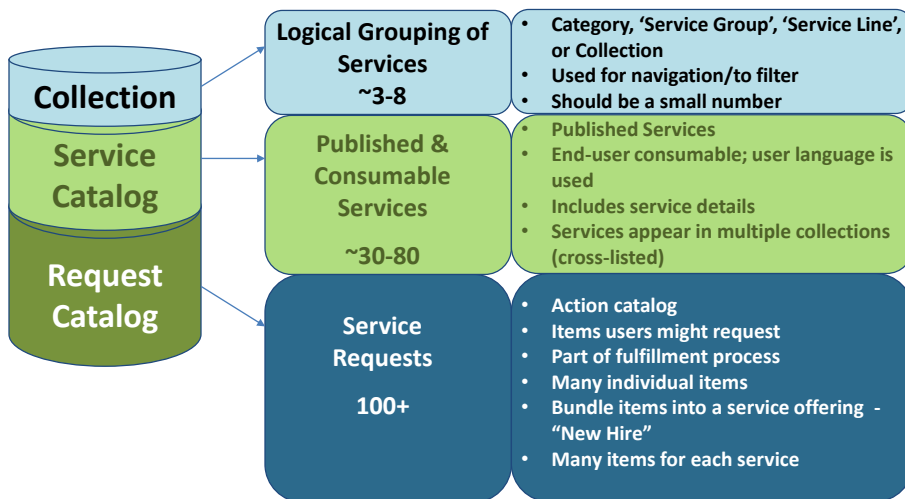 Collection
Service
Catalog
Request
Catalog
Logical Grouping of
Services
~3-8
• Category, ‘Service Group’, ‘Service Line’,
or Collection
• Used for navigation/to filter
• Should be a small number
Published &
Consumable
Services
~30-80
• Published Services
• End-user consumable; user language is
used
• Includes service details
• Services appear in multiple collections
(cross-listed)
Service
Requests
100+
• Action catalog
• Items users might request
• Part of fulfillment process
• Many individual items
• Bundle items into a service offering -
“New Hire”
• Many items for each service